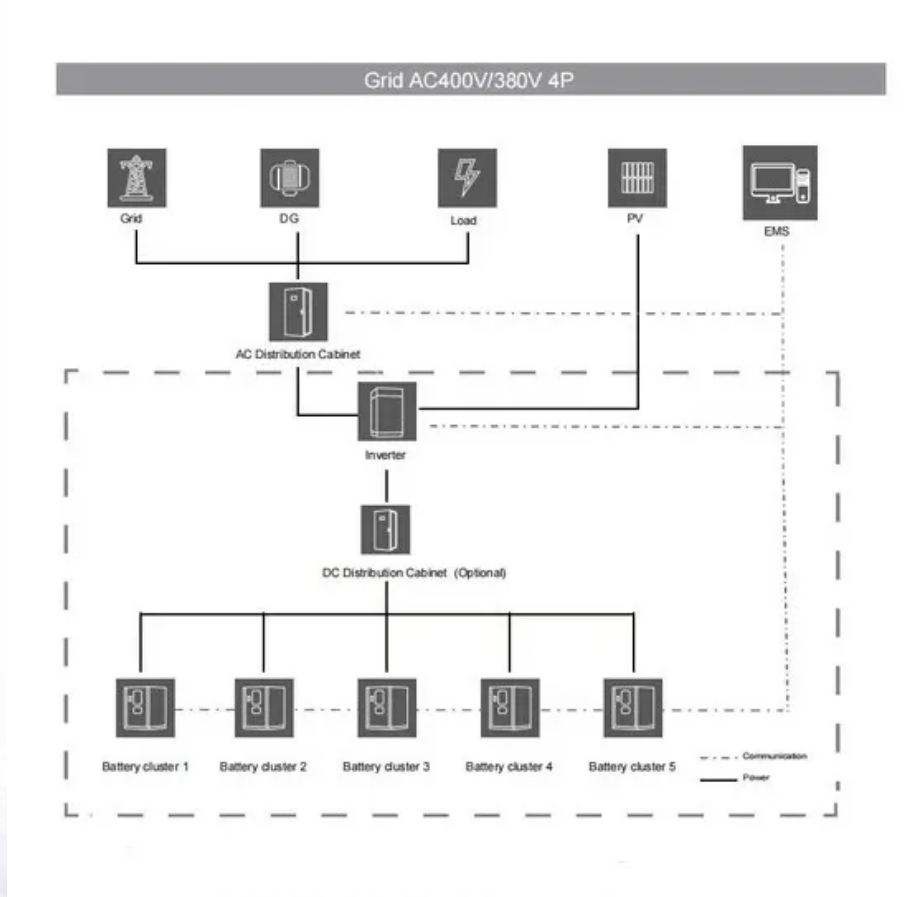 Grid AC400V/380V 4P
Grid
DG
Load
PV
EMS
AC Distribution Cabinet
Inverter
DC Distribution Cabinet (Optional)
Battery cluster 1
Battery cluster 2
Battery cluster 3
Battery cluster 4
Battery cluster 5
Communication
Power